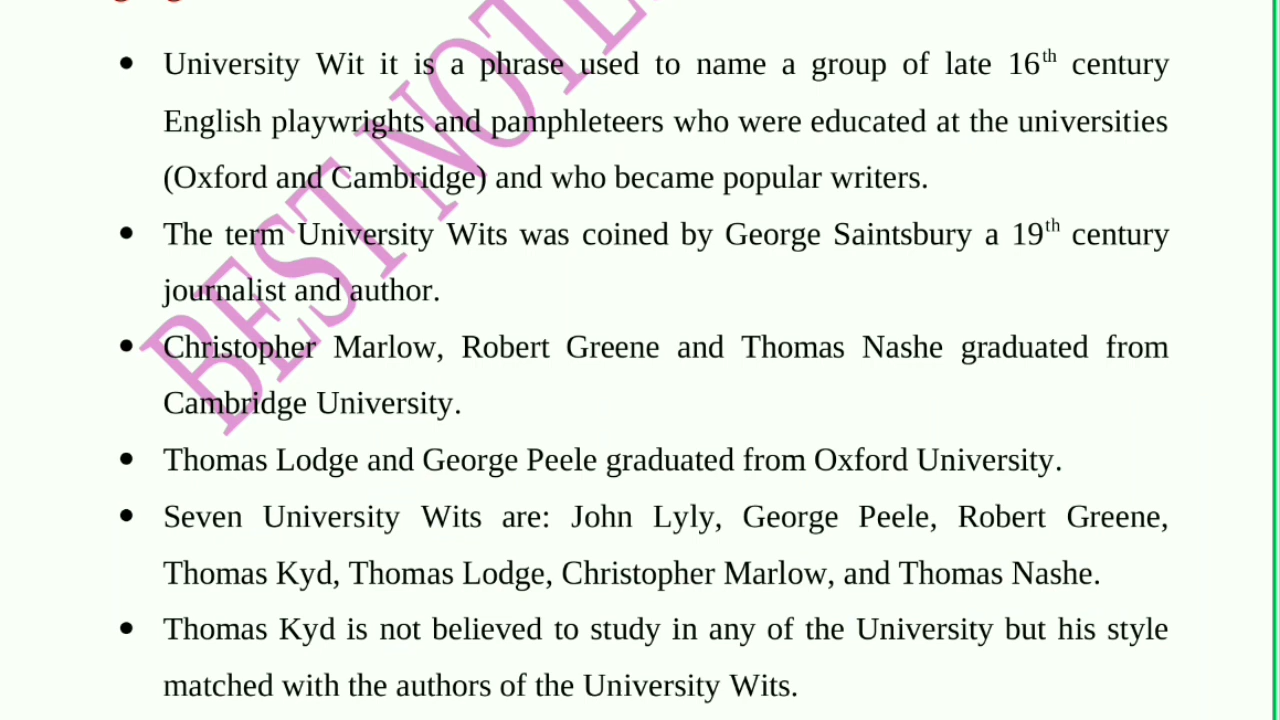 University Wit it is a phrase used to name a group of late 16th century
English playwrights and pamphleteers who were educated at the universities
(Oxford and Cambridge) and who became popular writers.
The term University Wits was coined by George Saintsbury a 19th century
journalist and author.
Christopher Marlow, Robert Greene and Thomas Nashe graduated from
Cambridge University.
Thomas Lodge and George Peele graduated from Oxford University.
Seven University Wits are: John Lyly, George Peele, Robert Greene,
Thomas Kyd, Thomas Lodge, Christopher Marlow, and Thomas Nashe.
Thomas Kyd is not believed to study in any of the University but his style
matched with the authors of the University Wits.
BEST